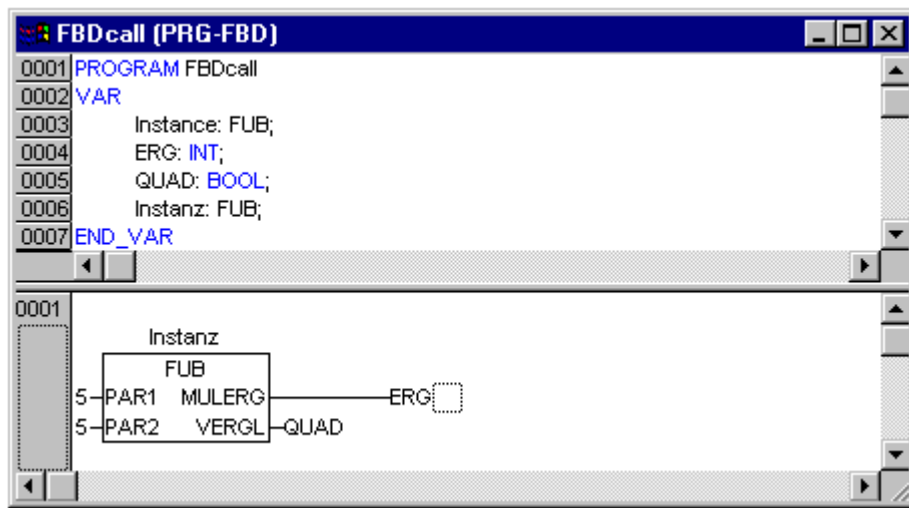 FBDcall (PRG-FBD)
0001 PROGRAM FBDcall
0002 VAR
0003 Instance: FUB;
0004 ERG: INT;
0005 QUAD: BOOL;
0006 Instanz: FUB;
0007 END_VAR
0001
Instanz
FUB
5 PAR1 MULERG ERG
5 PAR2 VERGL QUAD